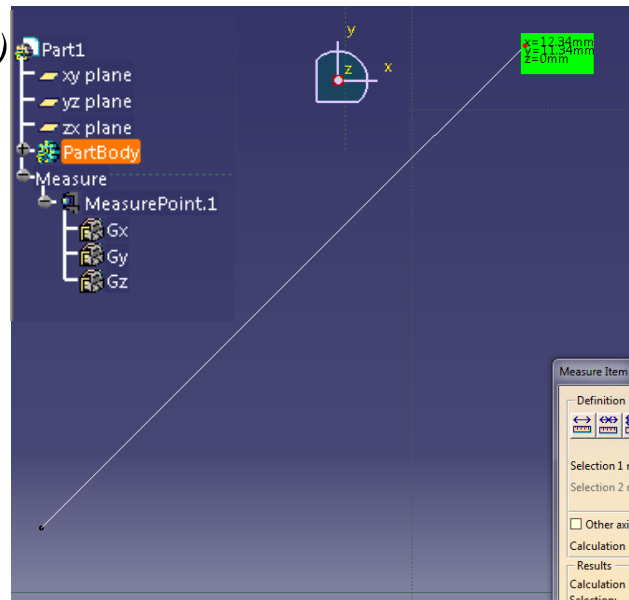 )
Part1
xy plane
yz plane
zx plane
PartBody
Measure
MeasurePoint.1
Gx
Gy
Gz
y
x
z
x=12.34mm
y=11.34mm
z=0mm
Measure Item
Definition
Selection 1
Selection 2
Other axi
Calculation
Results
Calculation
Selection: